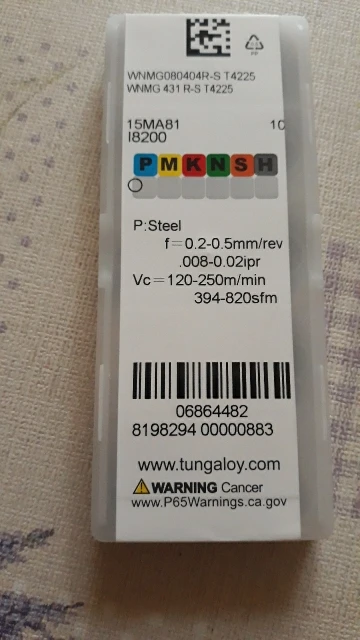 WNMG080404R-S T4225
WNMG 431 R-S T4225
15MA81 10
I8200
P M K N S H
P:Steel
f=0.2-0.5mm/rev
.008-0.02ipr
Vc=120-250m/min
394-820sfm
06864482
8198294 00000883
www.tungaloy.com
WARNING Cancer
www.P65Warnings.ca.gov